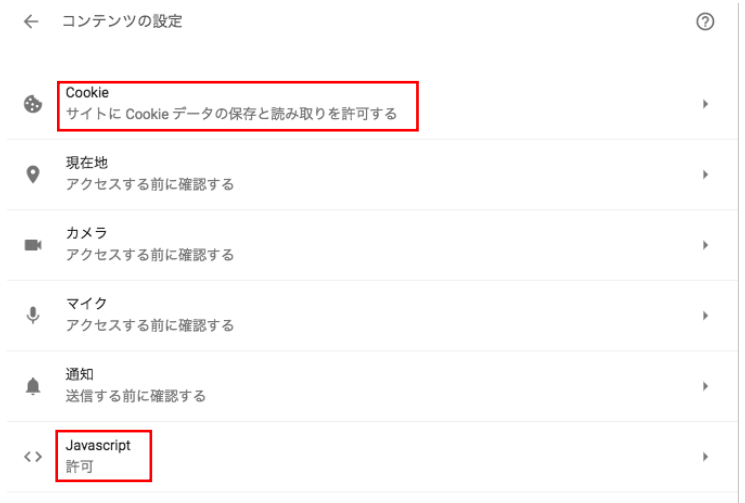 コンテンツの設定
Cookie
サイトに Cookie データの保存と読み取りを許可する
現在地
アクセスする前に確認する
カメラ
アクセスする前に確認する
マイク
アクセスする前に確認する
通知
送信する前に確認する
Javascript
許可